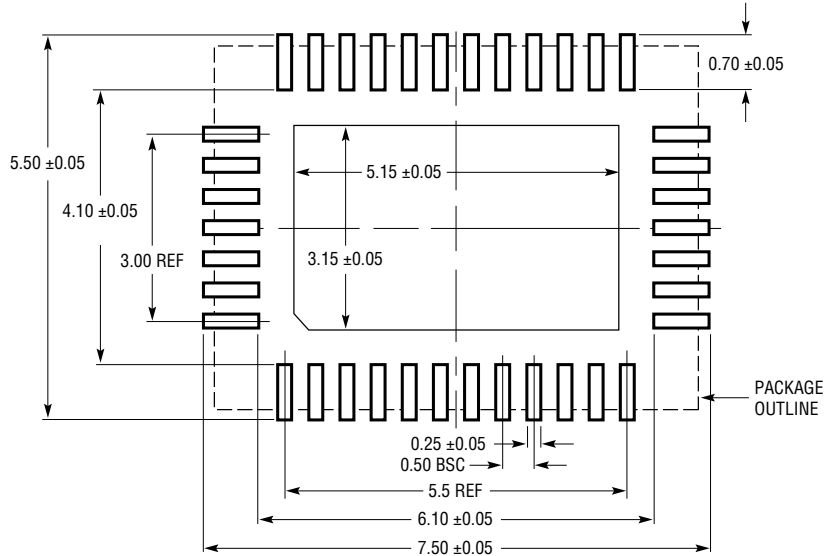 0.70 ±0.05
5.50 ±0.05
5.15 ±0.05
4.10 ±0.05
3.00 REF
3.15 ±0.05
PACKAGE
OUTLINE
0.25 ±0.05
0.50 BSC
5.5 REF
6.10 ±0.05
7.50 ±0.05